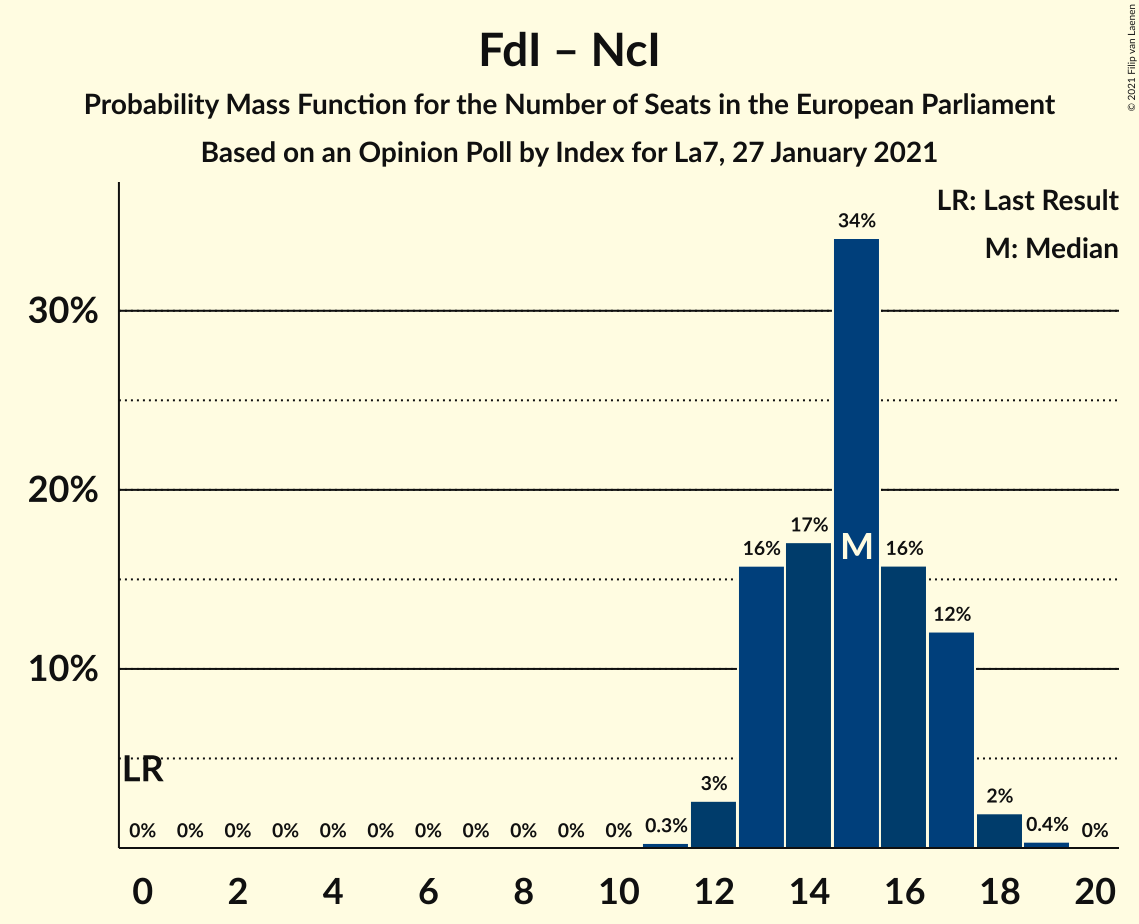 FdI – NcI
Probability Mass Function for the Number of Seats in the European Parliament
Based on an Opinion Poll by Index for La7, 27 January 2021
© 2021 Filip van Laenen
LR: Last Result
M: Median
34%
30%
20%
17%
16%
M
16%
12%
10%
LR
3%
2%
0% 0% 0% 0% 0% 0% 0% 0% 0% 0% 0% 0.3% 0.4% 0%
0 2 4 6 8 10 12 14 16 18 20